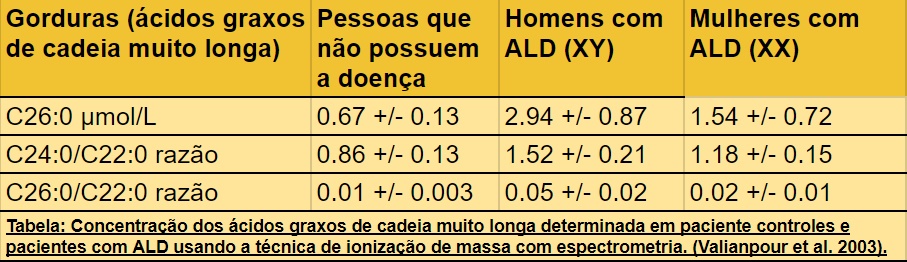 Gorduras (ácidos graxos de cadeia muito longa) Pessoas que não possuem a doença Homens com ALD (XY) Mulheres com ALD (XX)
C26:0 µmol/L 0.67 +/- 0.13 2.94 +/- 0.87 1.54 +/- 0.72
C24:0/C22:0 razão 0.86 +/- 0.13 1.52 +/- 0.21 1.18 +/- 0.15
C26:0/C22:0 razão 0.01 +/- 0.003 0.05 +/- 0.02 0.02 +/- 0.01
Tabela: Concentração dos ácidos graxos de cadeia muito longa determinada em paciente controles e
pacientes com ALD usando a técnica de ionização de massa com espectrometria. (Valianpour et al. 2003).